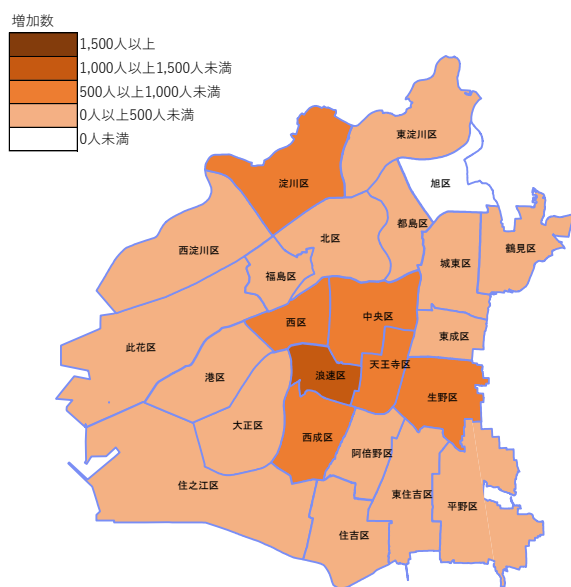 増加数
1,500人以上
1,000人以上1,500人未満
500人以上1,000人未満
0人以上500人未満
0人未満
東淀川区
淀川区
旭区
都島区
北区
西淀川区
鶴見区
城東区
福島区
中央区
西区
東成区
此花区
天王寺区
浪速区
港区
生野区
大正区
西成区
阿倍野区
住之江区
東住吉区
平野区
住吉区